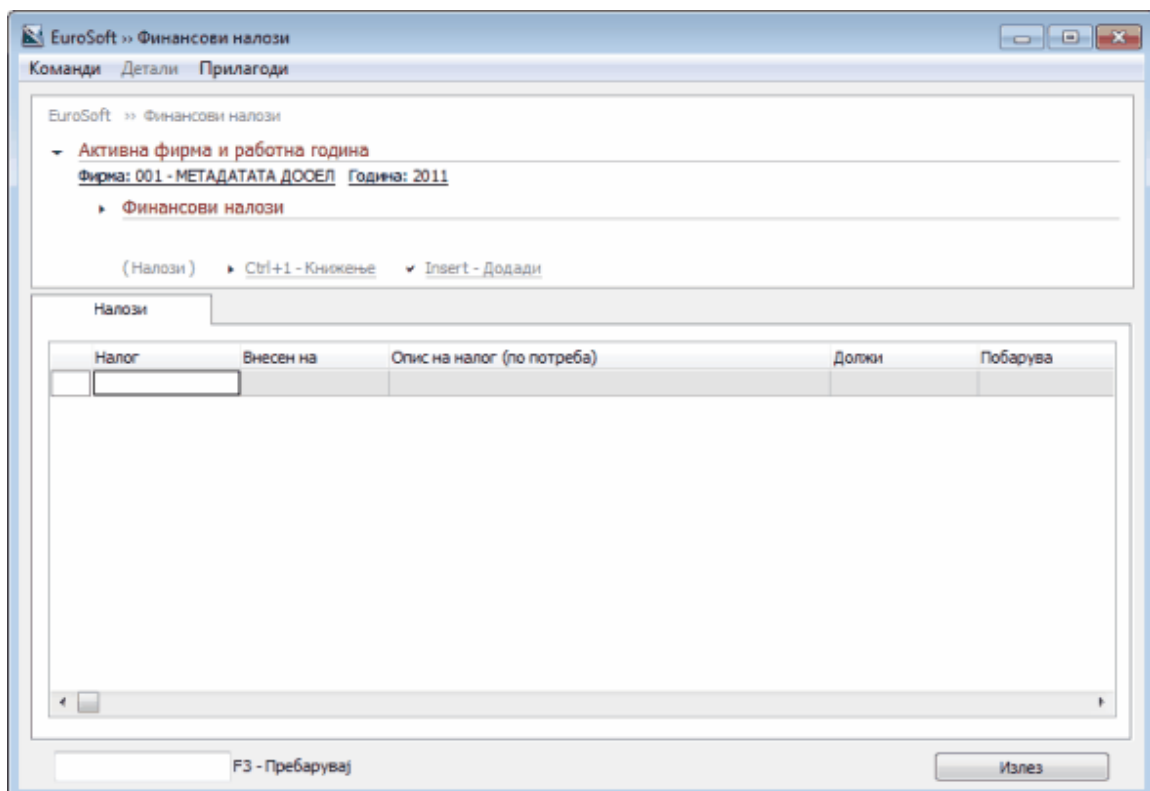 EuroSoft » Финансови налози
Команди Детали Прилагоди
EuroSoft » Финансови налози
Активна фирма и работна година
Фирма: 001 - МЕТАДАТАТА ДООЕЛ Година: 2011
Финансови налози
(Налози) Ctrl+1 - Книжење Insert - Додади
Налози
Налог Внесен на Опис на налог (по потреба) Должи Побарува
F3 - Пребарувај Излез